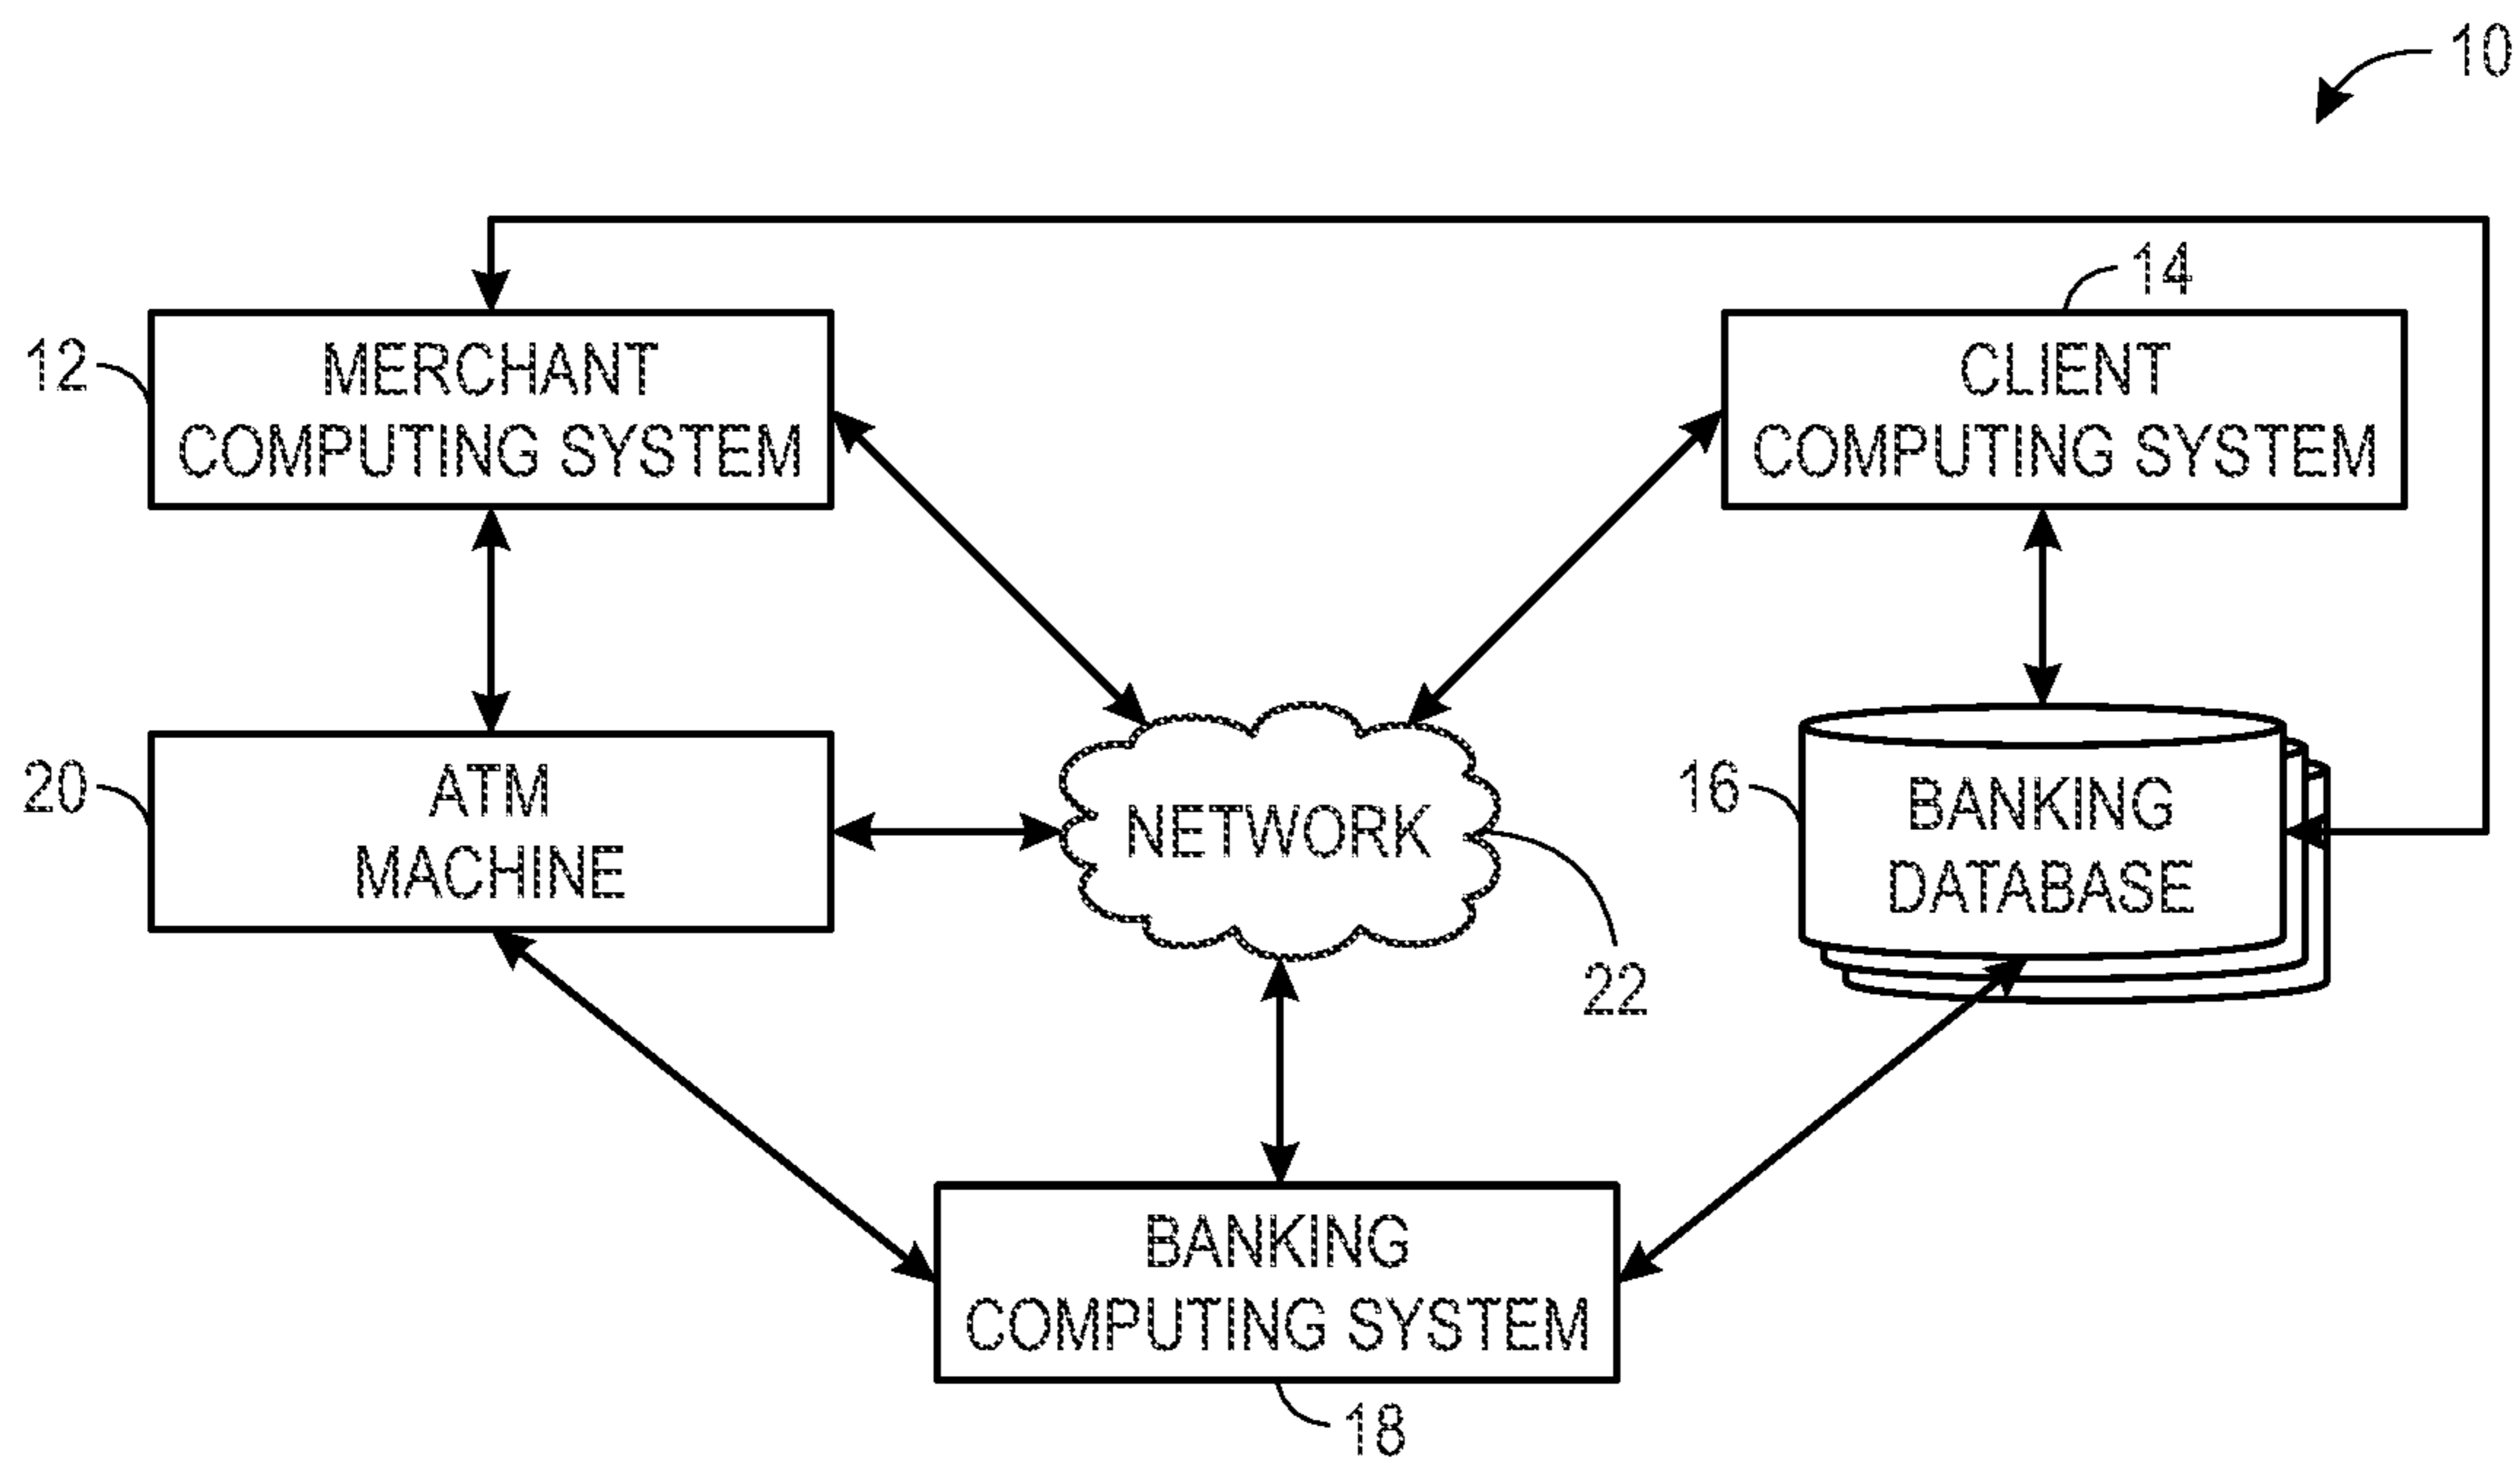 10
14
12
MERCHANT
COMPUTING SYSTEM
CLIENT
COMPUTING SYSTEM
20
ATM
MACHINE
NETWORK
16
BANKING
DATABASE
22
BANKING
COMPUTING SYSTEM
18